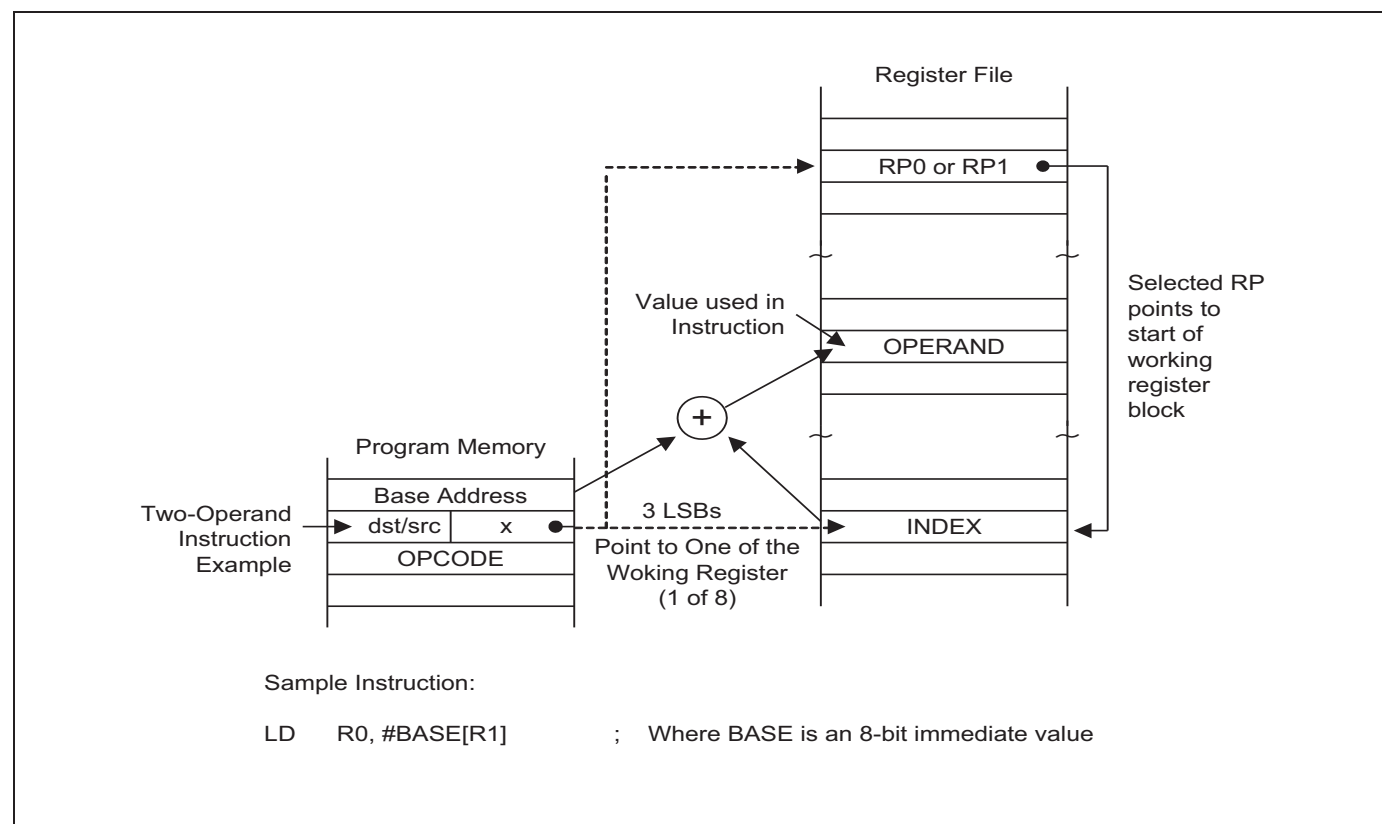 Register File
RP0 or RP1
Selected RP
points to
start of
working
register
block
Value used in
Instruction
OPERAND
+
Program Memory
Base Address
Two-Operand
Instruction
Example
dst/src
x
OPCODE
3 LSBs
Point to One of the
Woking Register
(1 of 8)
INDEX
Sample Instruction:
LD R0, #BASE[R1] ; Where BASE is an 8-bit immediate value